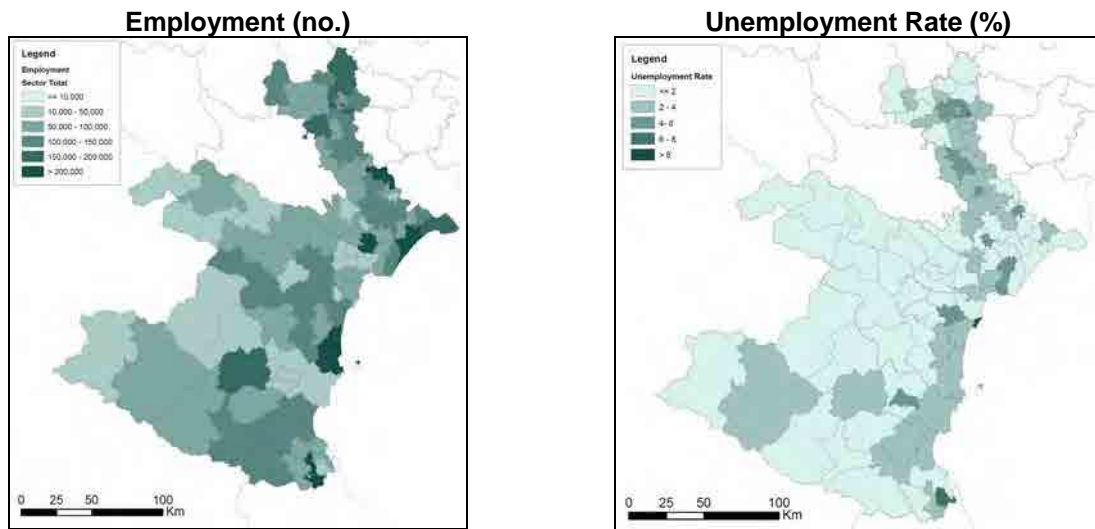 Employment (no.)
Legend
Employment
Sector Total
<= 10,000
10,000 - 50,000
50,000 - 100,000
100,000 - 150,000
150,000 - 200,000
> 200,000
0 25 50 100
Km
Unemployment Rate (%)
Legend
Unemployment Rate
<= 2
2 - 4
4- 6
6 - 8
> 8
0 25 50 100
Km